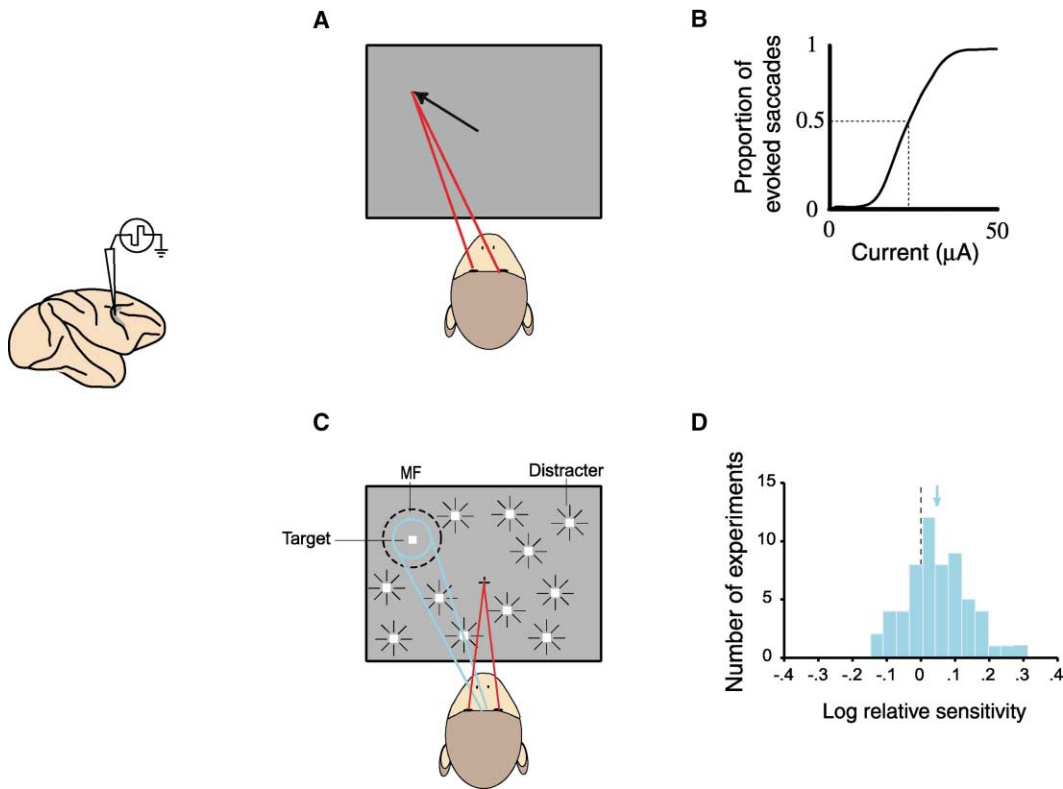 A
B
Proportion of
evoked saccades
1
0.5
0
0
50
Current (μA)
C
MF
Distracter
Target
D
Number of experiments
15
10
5
0
-.4
-.3
-.2
-.1
0
.1
.2
.3
.4
Log relative sensitivity